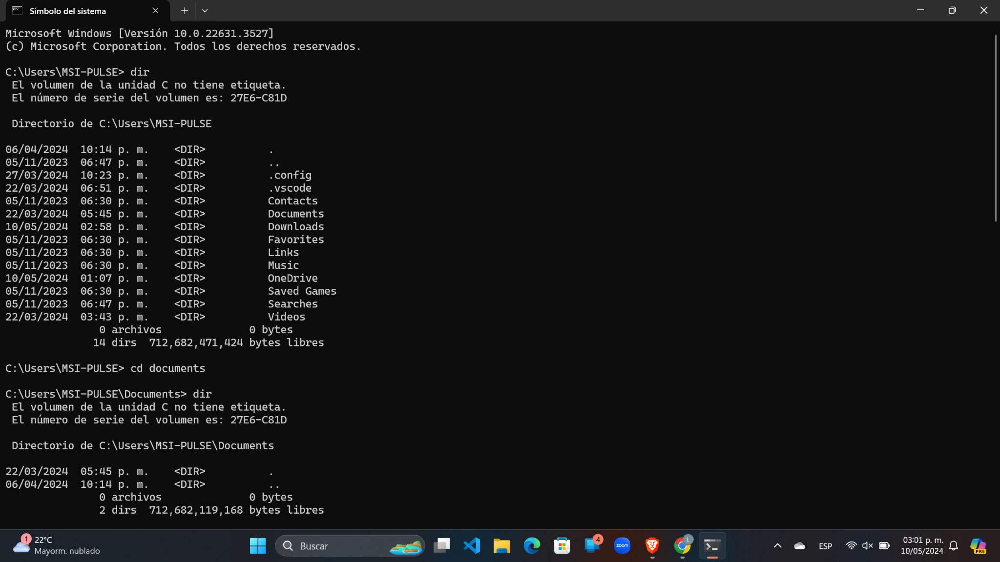 Símbolo del sistema
Microsoft Windows [Versión 10.0.22631.3527]
(c) Microsoft Corporation. Todos los derechos reservados.
C:\Users\MSI-PULSE> dir
El volumen de la unidad C no tiene etiqueta.
El número de serie del volumen es: 27E6-C81D
Directorio de C:\Users\MSI-PULSE
06/04/2024  10:14 p. m.    <DIR>          .
05/11/2023  06:47 p. m.    <DIR>          ..
27/03/2024  10:23 p. m.    <DIR>          .config
22/03/2024  06:51 p. m.    <DIR>          .vscode
05/11/2023  06:30 p. m.    <DIR>          Contacts
22/03/2024  05:45 p. m.    <DIR>          Documents
10/05/2024  02:58 p. m.    <DIR>          Downloads
05/11/2023  06:30 p. m.    <DIR>          Favorites
05/11/2023  06:30 p. m.    <DIR>          Links
05/11/2023  06:30 p. m.    <DIR>          Music
10/05/2024  01:07 p. m.    <DIR>          OneDrive
05/11/2023  06:30 p. m.    <DIR>          Saved Games
05/11/2023  06:47 p. m.    <DIR>          Searches
22/03/2024  03:43 p. m.    <DIR>          Videos
0 archivos              0 bytes
14 dirs  712,682,471,424 bytes libres
C:\Users\MSI-PULSE> cd documents
C:\Users\MSI-PULSE\Documents> dir
El volumen de la unidad C no tiene etiqueta.
El número de serie del volumen es: 27E6-C81D
Directorio de C:\Users\MSI-PULSE\Documents
22/03/2024  05:45 p. m.    <DIR>          .
06/04/2024  10:14 p. m.    <DIR>          ..
0 archivos              0 bytes
2 dirs  712,682,119,168 bytes libres
1
22°C
Mayorm. nublado
Buscar
4
zoom
L
ESP
03:01 p. m.
10/05/2024
PRE